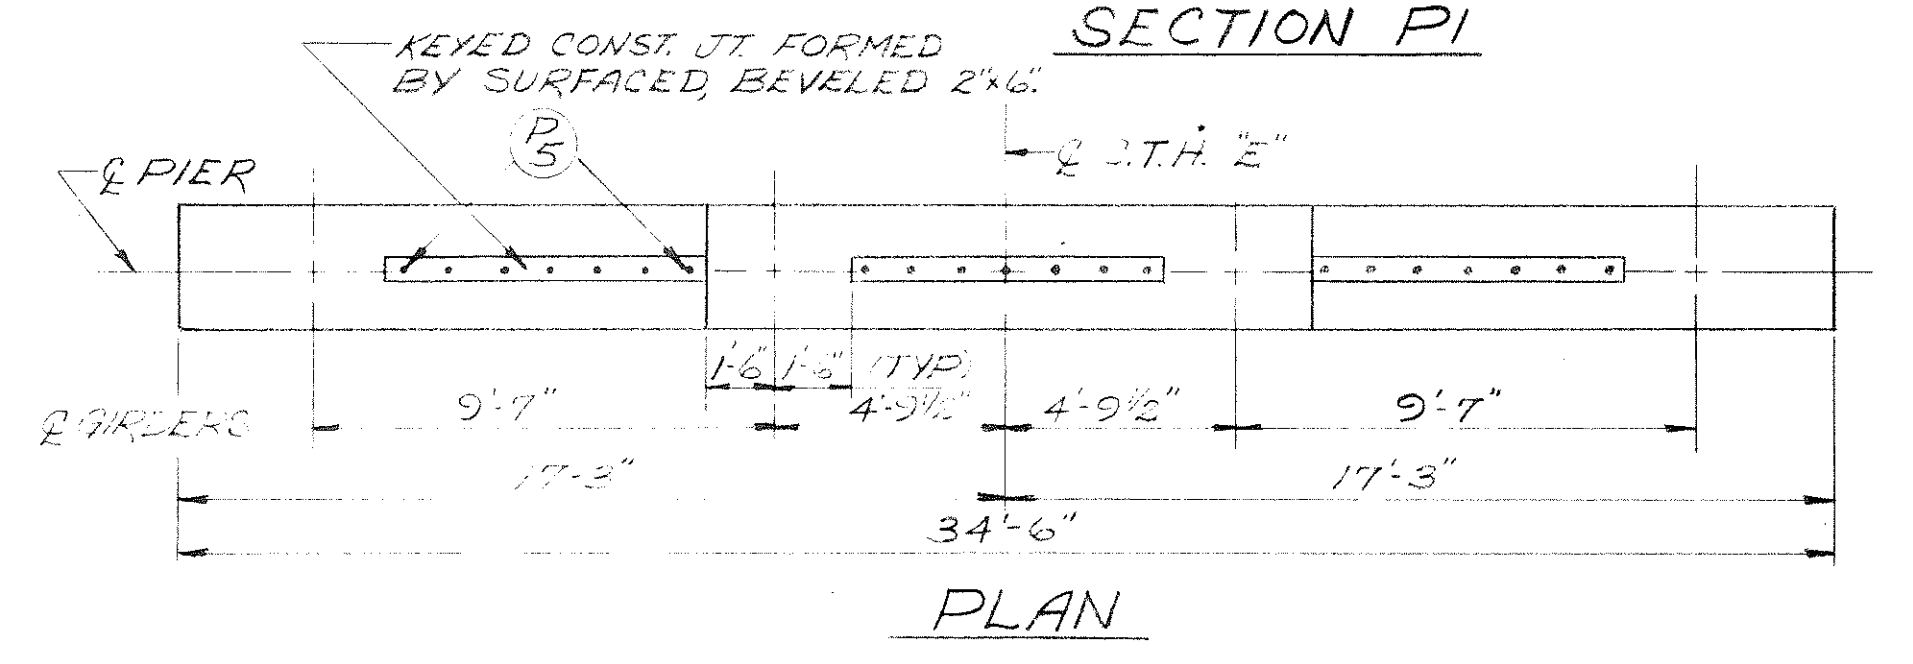 SECTION P1
KEYED CONST. JT. FORMED
BY SURFACED, BEVELED 2"x6".
P
5
℄ PIER
℄ .T.H. "E"
1'-6" 1'-6" (TYP)
9'-7" 4'-9½" 4'-9½" 9'-7"
℄ GIRDERS
17'-3" 17'-3"
34'-6"
PLAN